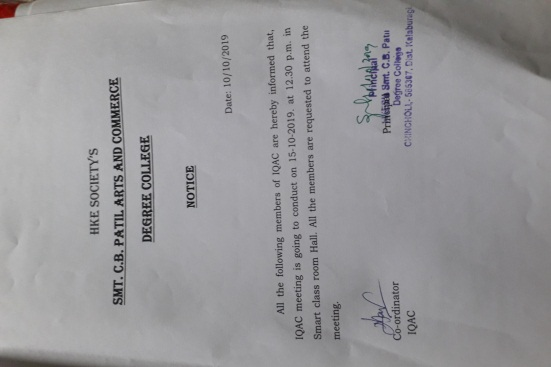 HKE SOCIETY'S
SMT. C.B. PATIL ARTS AND COMMERCE
DEGREE COLLEGE
NOTICE
Date: 10/10/2019
All the following members of IQAC are hereby informed that,
IQAC meeting is going to conduct on 15-10-2019. at 12.30 p.m. in
Smart class room Hall. All the members are requested to attend the
meeting.
Co-ordinator
IQAC
Principal
Principal
Smt. C.B. Patil
Degree College
CHINCHOLI,- 585307, Dist. Kalaburagi